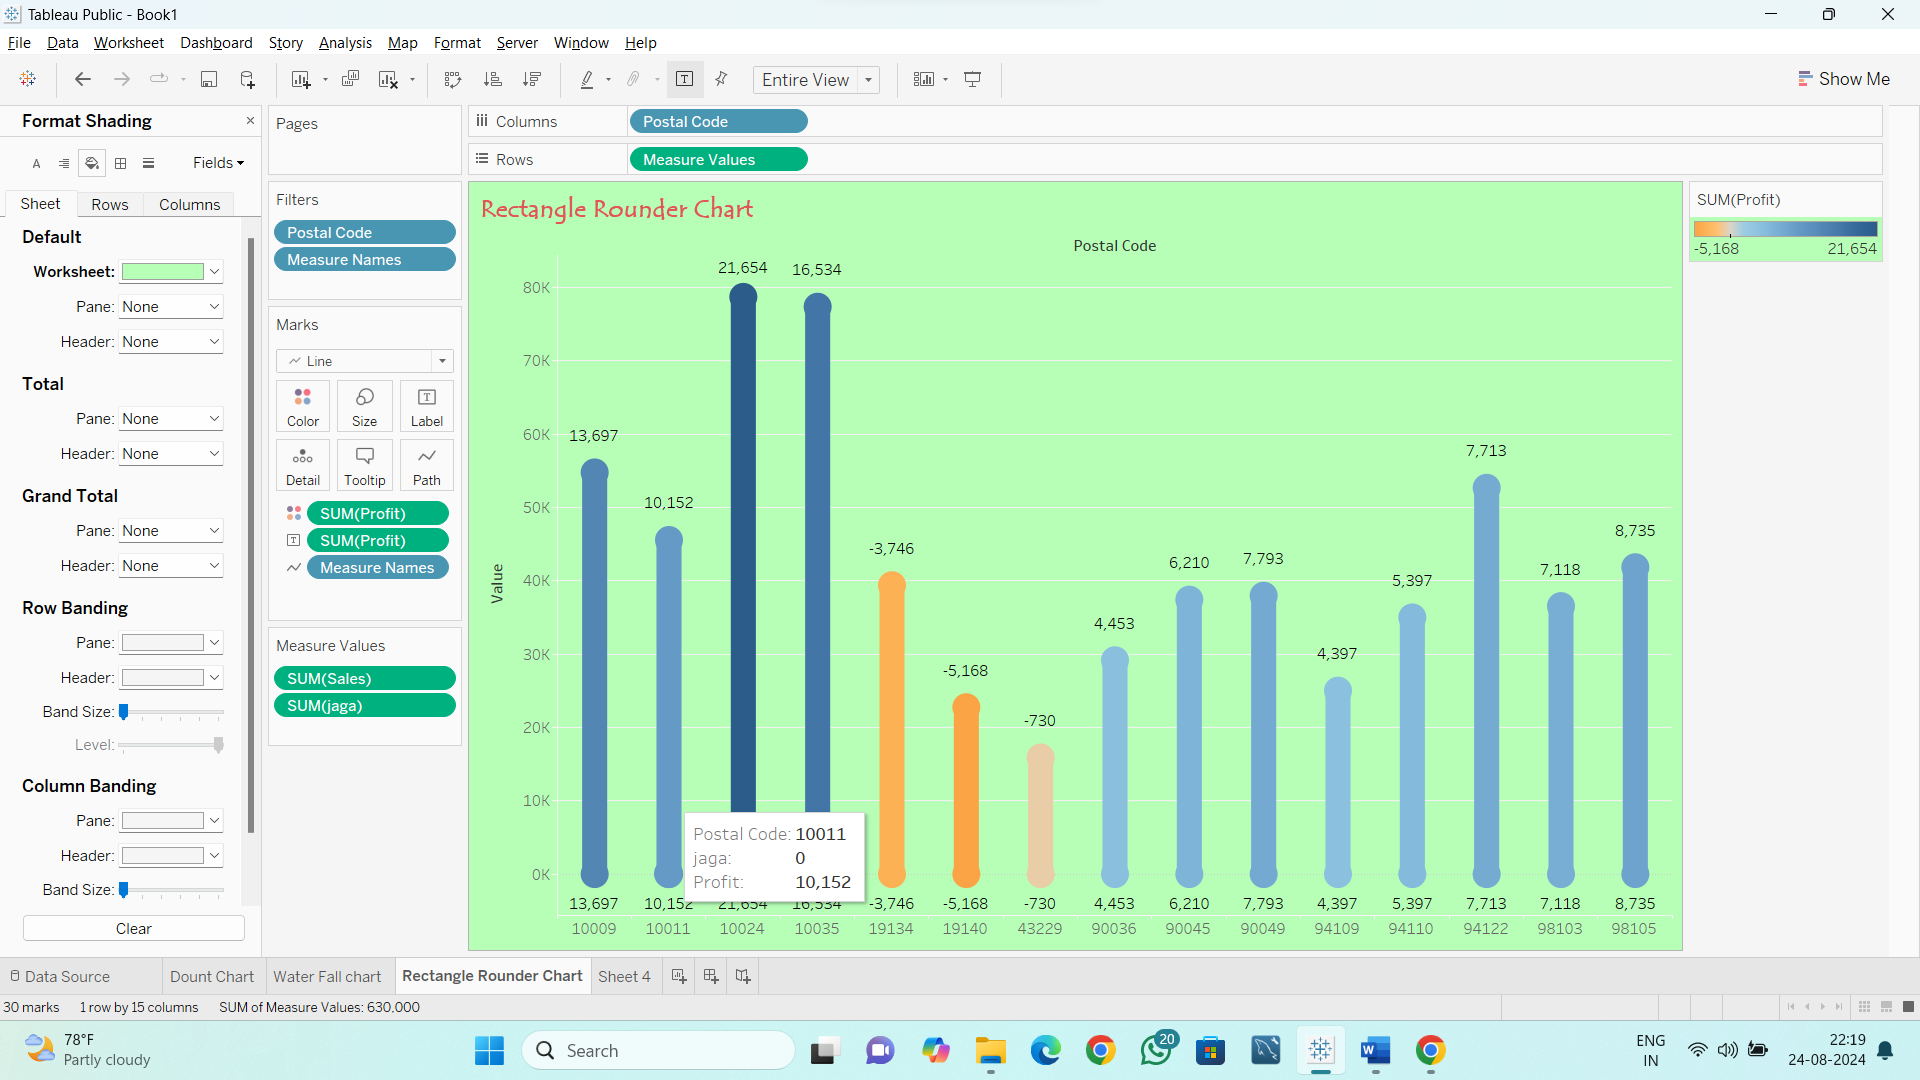 Tableau Public - Book1
File Data Worksheet Dashboard Story Analysis Map Format Server Window Help
Entire View
Show Me
Format Shading
Fields
Sheet Rows Columns
Default
Worksheet:
Pane: None
Header: None
Total
Pane: None
Header: None
Grand Total
Pane: None
Header: None
Row Banding
Pane:
Header:
Band Size:
Level:
Column Banding
Pane:
Header:
Band Size:
Clear
Pages
Filters
Postal Code
Measure Names
Marks
Line
Color Size Label
Detail Tooltip Path
SUM(Profit)
SUM(Profit)
Measure Names
Measure Values
SUM(Sales)
SUM(jaga)
Columns Postal Code
Rows Measure Values
Rectangle Rounder Chart
Postal Code
Value
80K
70K
60K
50K
40K
30K
20K
10K
0K
13,697 10,152 21,654 16,534 -3,746 -5,168 -730 4,453 6,210 7,793 4,397 5,397 7,713 7,118 8,735
Postal Code: 10011
jaga: 0
Profit: 10,152
13,697 10,152 21,654 16,534 -3,746 -5,168 -730 4,453 6,210 7,793 4,397 5,397 7,713 7,118 8,735
10009 10011 10024 10035 19134 19140 43229 90036 90045 90049 94109 94110 94122 98103 98105
SUM(Profit)
-5,168 21,654
Data Source Dount Chart Water Fall chart Rectangle Rounder Chart Sheet 4
30 marks 1 row by 15 columns SUM of Measure Values: 630,000
78°F
Partly cloudy
Search
20
ENG
IN
22:19
24-08-2024